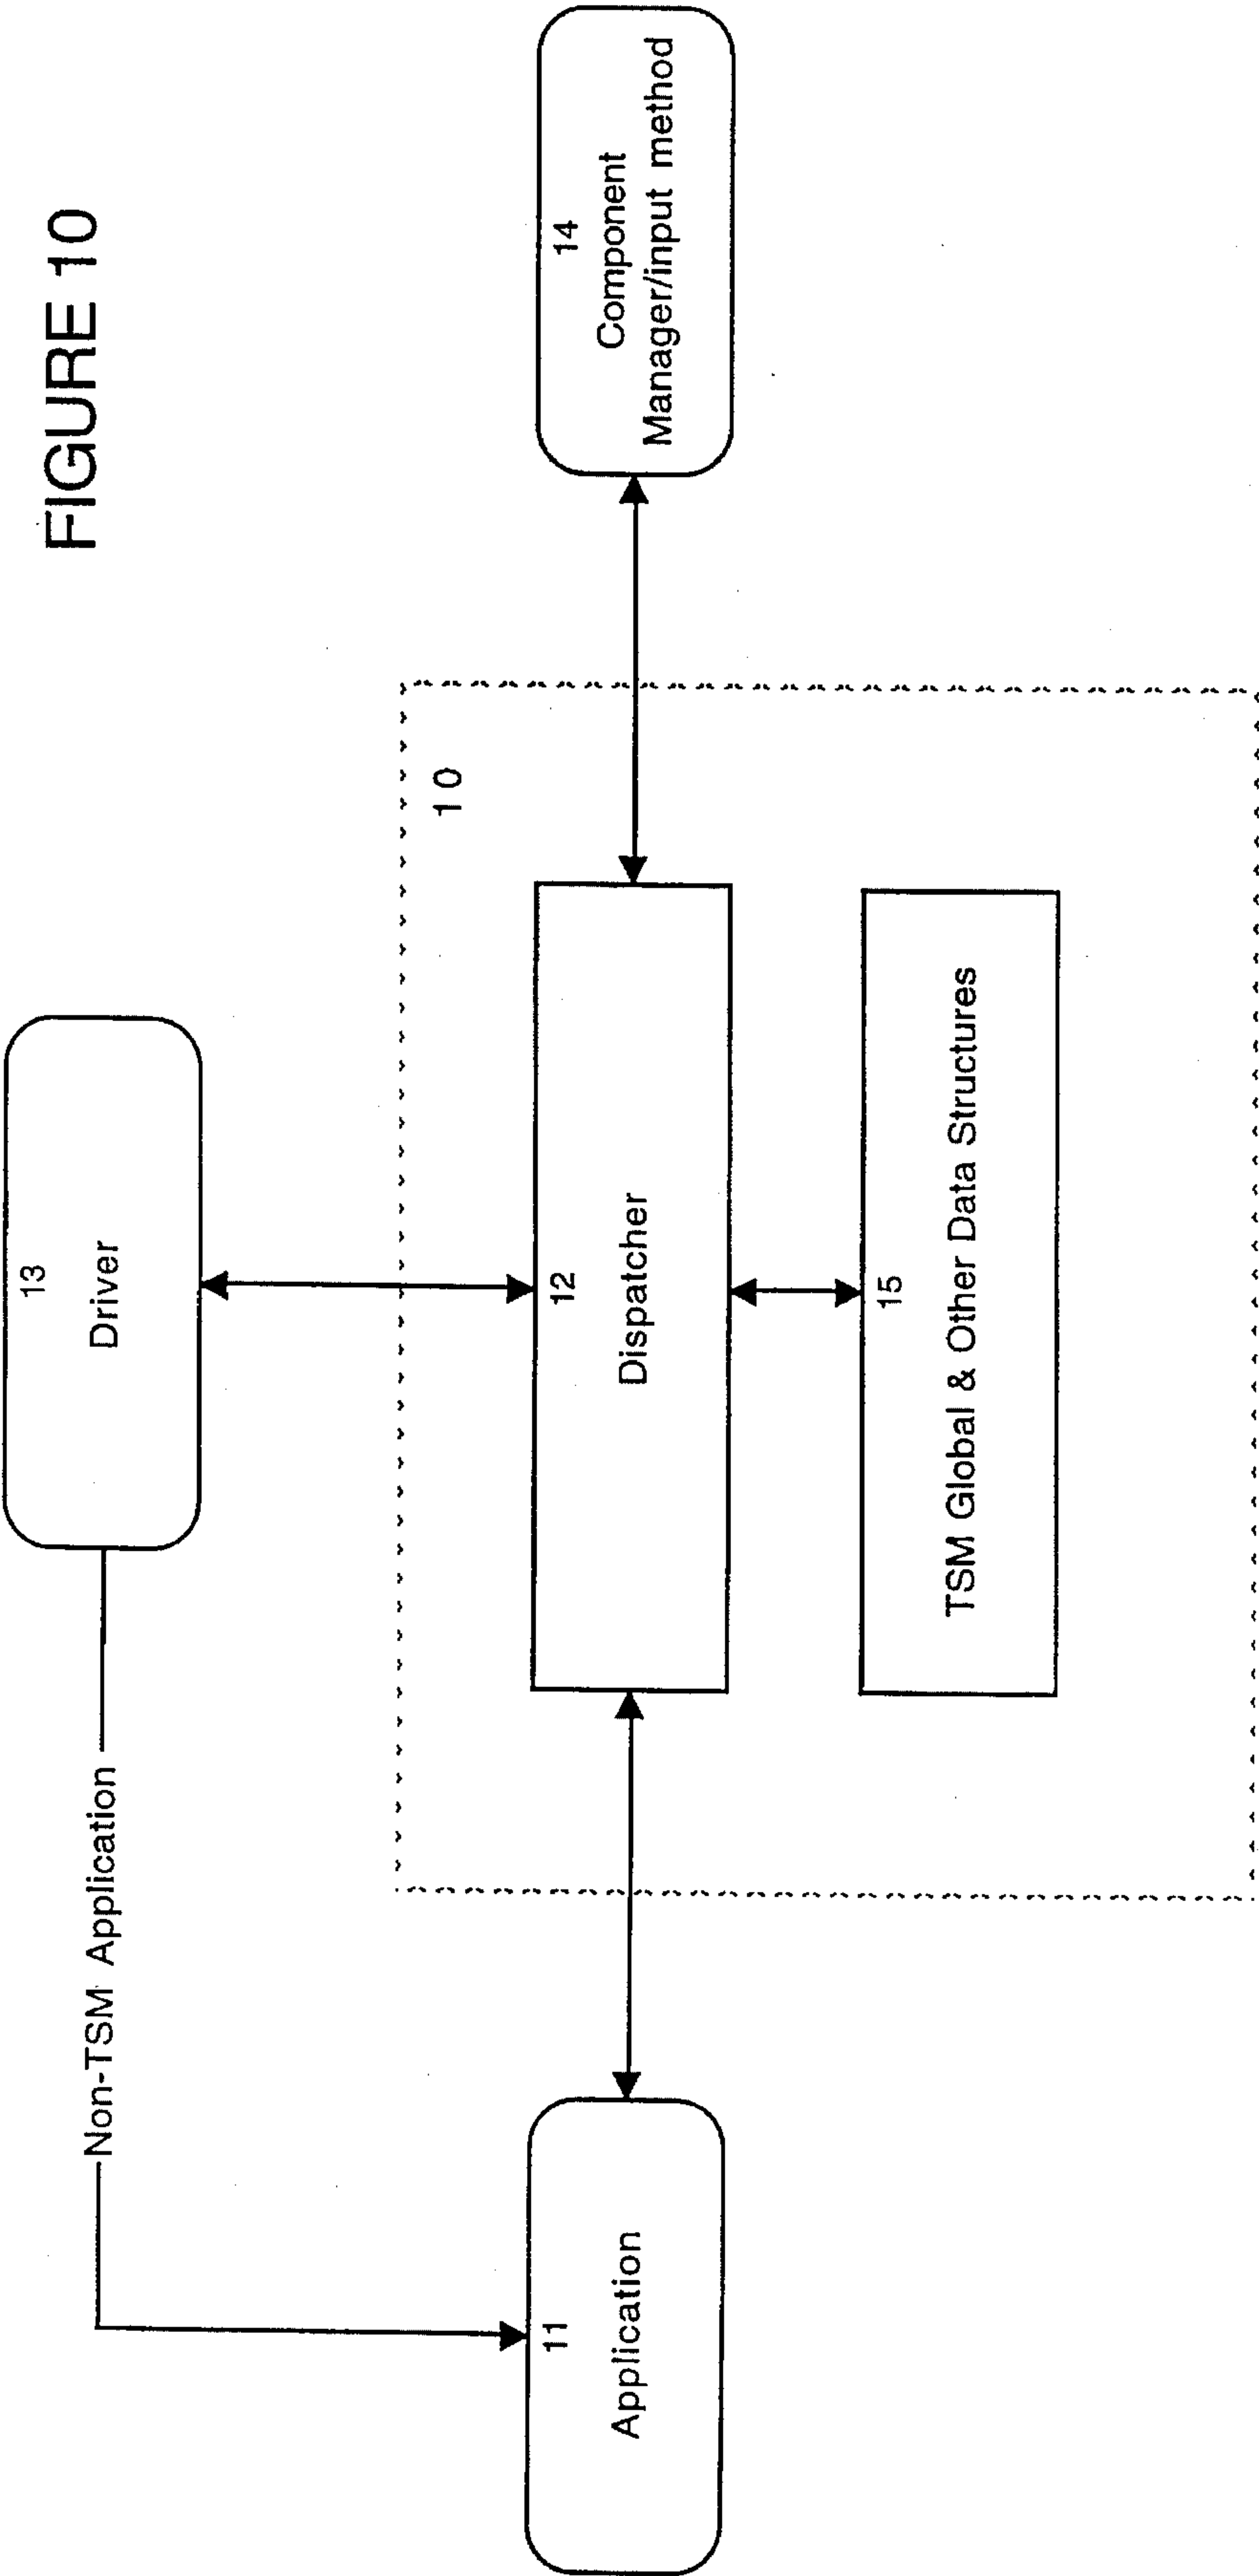 FIGURE 10
13
Driver
Non-TSM Application
10
11
Application
12
Dispatcher
14
Component
Manager/input method
15
TSM Global & Other Data Structures